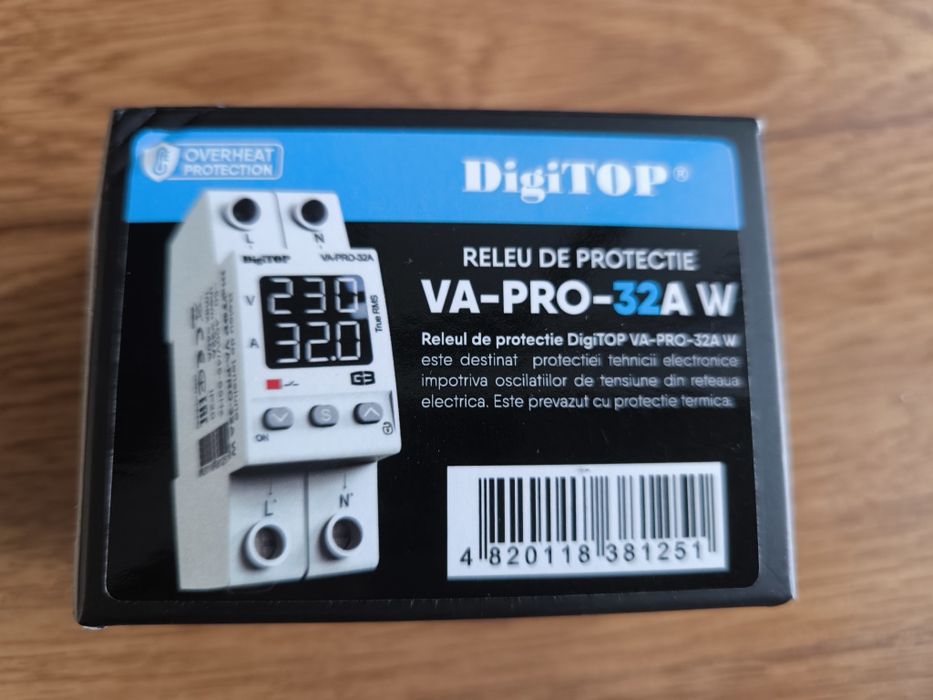 OVERHEAT
PROTECTION
DigiTOP®
RELEU DE PROTECTIE
VA-PRO-32A W
Releul de protectie DigiTOP VA-PRO-32A W
este destinat protectiei tehnicii electronice
impotriva oscilatiilor de tensiune din reteaua
electrica. Este prevazut cu protectie termica.
L N
DigiTOP VA-PRO-32A
V 230
A 32.0
True RMS
S
ON
L' N'
4 820118 381251